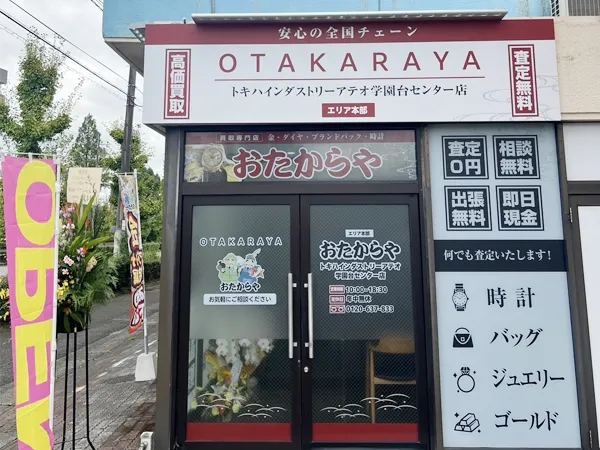 安心の全国チェーン
高価買取
OTAKARAYA
査定無料
トキハインダストリーアテオ学園台センター店
エリア本部
買取専門店 金・ダイヤ・ブランドバッグ・時計
おたからや
査定0円
相談無料
出張無料
即日現金
何でも査定いたします!
時計
バッグ
ジュエリー
ゴールド
OTAKARAYA
おたからや
お気軽にご相談ください
エリア本部
おたからや
トキハインダストリーアテオ
学園台センター店
営業時間 10:00-18:30
定休日 年中無休
0120-637-833
OPEN